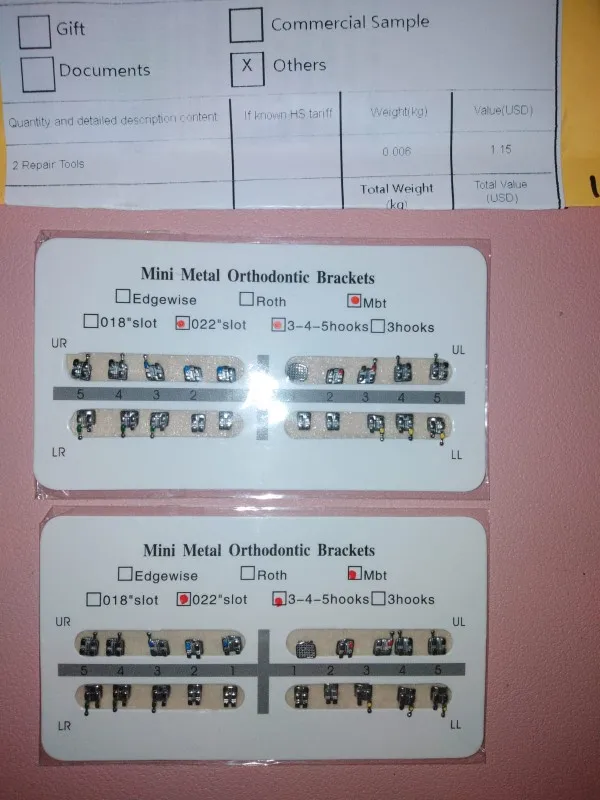 Gift
Commercial Sample
Documents
X Others
Quantity and detailed description content If known HS tariff Weight(kg) Value(USD)
2 Repair Tools 0.006 1.15
Total Weight (kg) Total Value (USD)
Mini Metal Orthodontic Brackets
Edgewise Roth Mbt
018"slot 022"slot 3-4-5hooks 3hooks
UR UL
5 4 3 2 2 3 4 5
LR LL
Mini Metal Orthodontic Brackets
Edgewise Roth Mbt
018"slot 022"slot 3-4-5hooks 3hooks
UR UL
5 4 3 2 1 1 2 3 4 5
LR LL